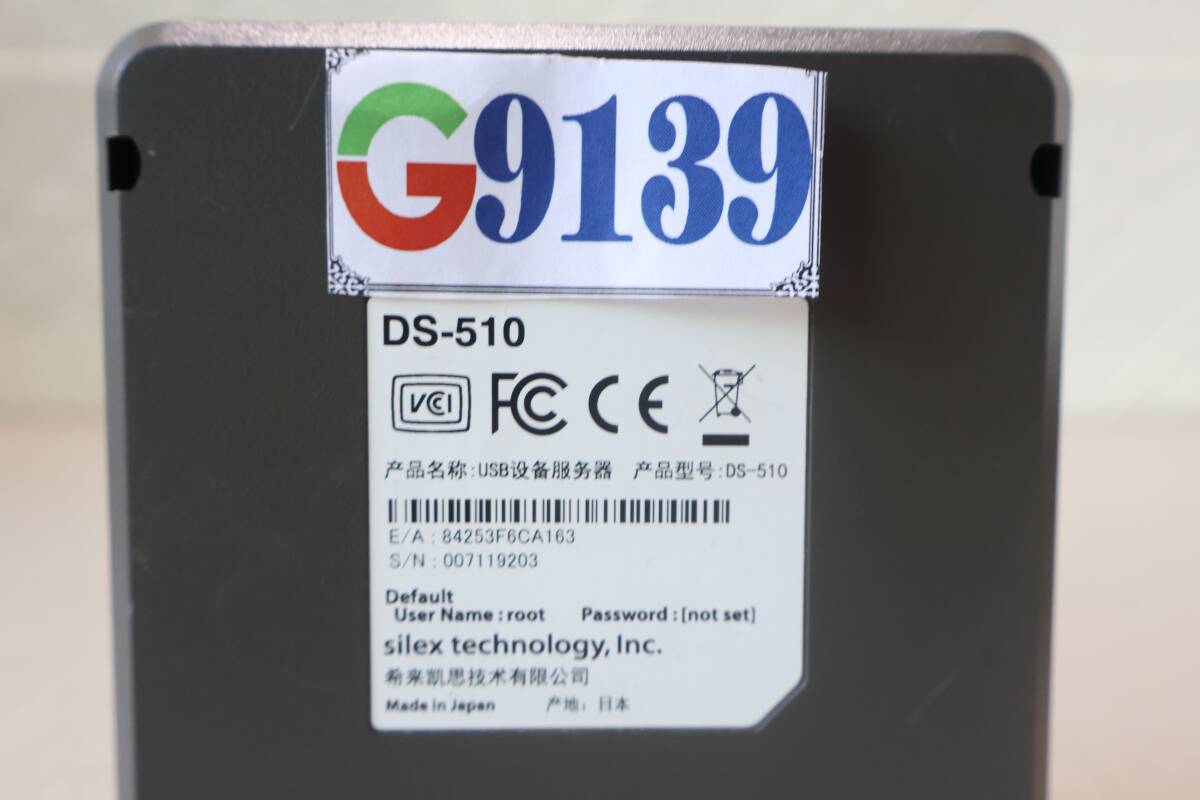 G9139
DS-510
VCCI FCC CE
产品名称:USB设备服务器 产品型号:DS-510
E/A : 84253F6CA163
S/N : 007119203
Default
User Name : root Password : [not set]
silex technology, Inc.
希来凯思技术有限公司
Made in Japan 产地：日本